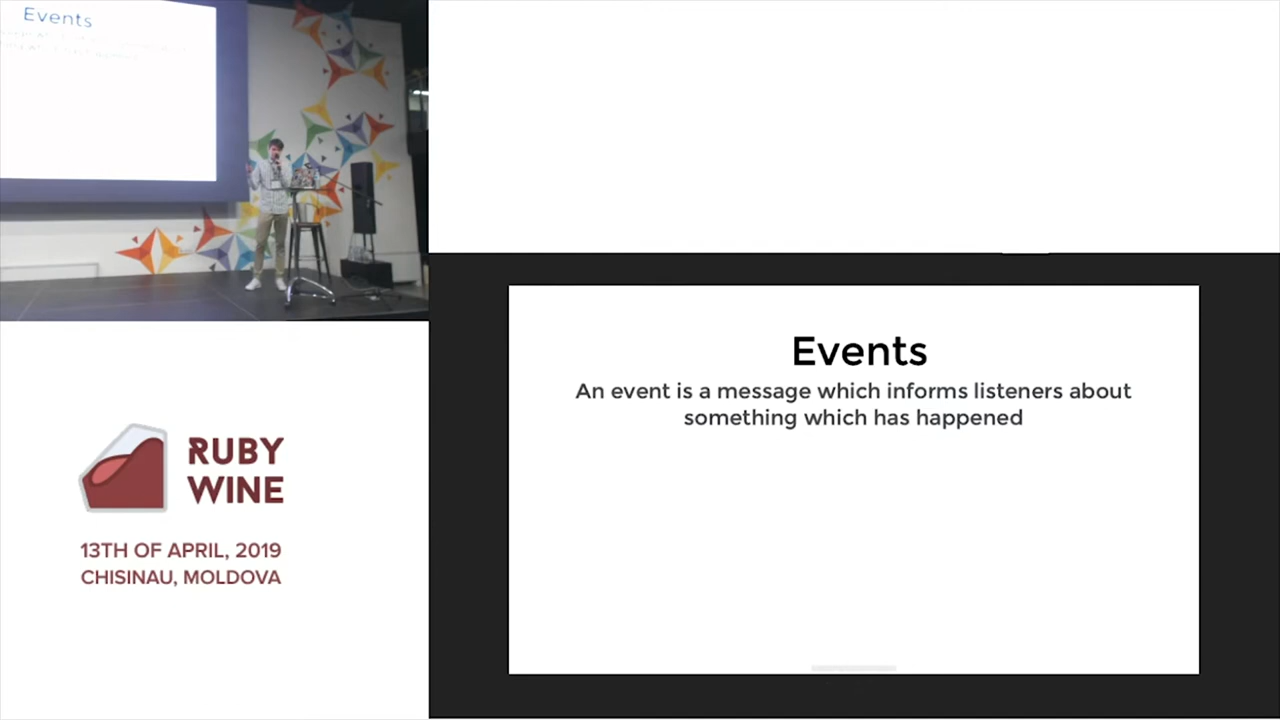 Events
RUBY
WINE
13TH OF APRIL, 2019
CHISINAU, MOLDOVA
Events
An event is a message which informs listeners about
something which has happened